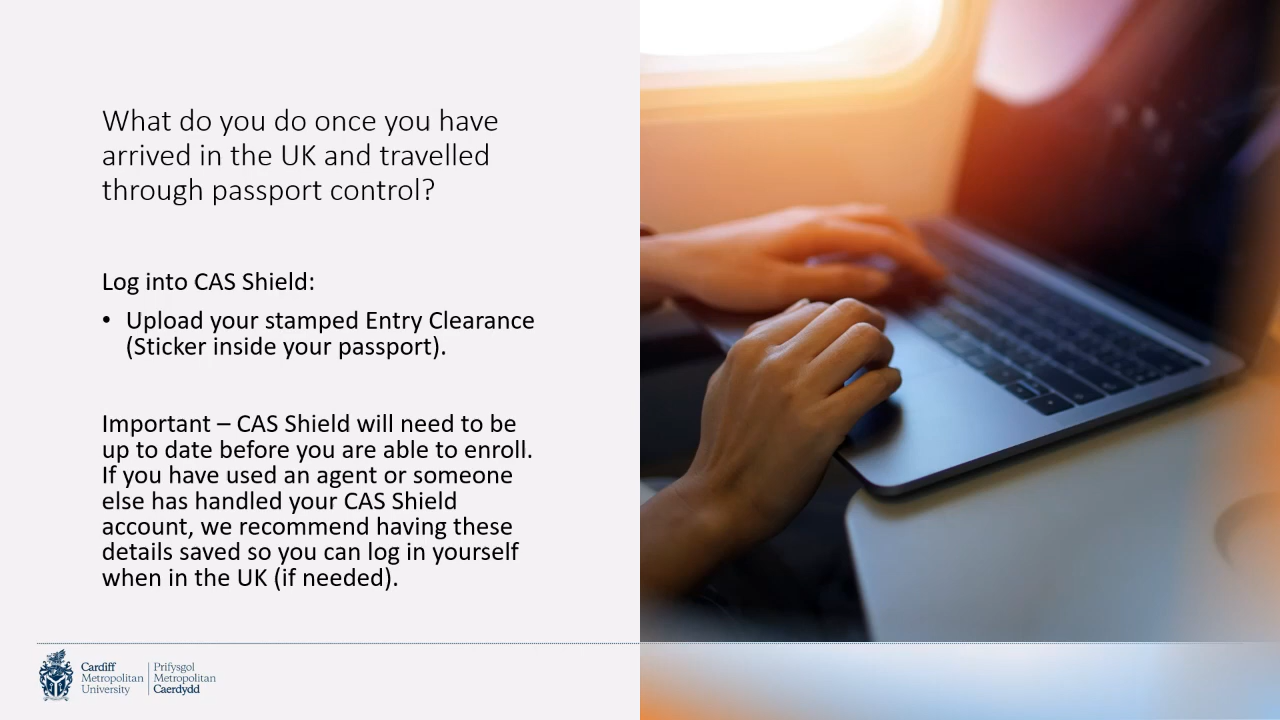 What do you do once you have
arrived in the UK and travelled
through passport control?
Log into CAS Shield:
• Upload your stamped Entry Clearance
(Sticker inside your passport).
Important – CAS Shield will need to be
up to date before you are able to enroll.
If you have used an agent or someone
else has handled your CAS Shield
account, we recommend having these
details saved so you can log in yourself
when in the UK (if needed).
Cardiff
Metropolitan
University
Prifysgol
Metropolitan
Caerdydd